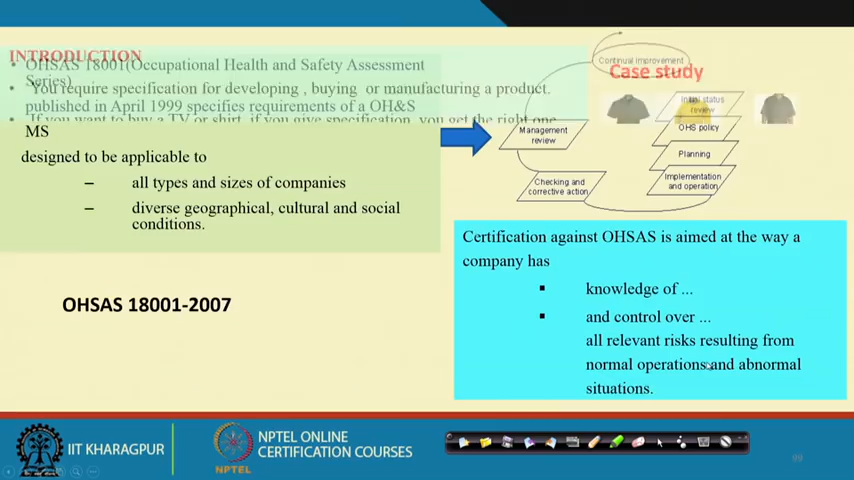 INTRODUCTION
• OHSAS 18001(Occupational Health and Safety Assessment
Series)
• You require specification for developing , buying or manufacturing a product.
published in April 1999 specifies requirements of a OH&S
• If you want to buy a TV or shirt, if you give specification, you get the right one
MS
designed to be applicable to
– all types and sizes of companies
– diverse geographical, cultural and social
conditions.
OHSAS 18001-2007
Continual improvement
Case study
Initial status
review
OHS policy
Planning
Implementation
and operation
Management
review
Checking and
corrective action
Certification against OHSAS is aimed at the way a
company has
▪ knowledge of ...
▪ and control over ...
all relevant risks resulting from
normal operations and abnormal
situations.
IIT KHARAGPUR
NPTEL
NPTEL ONLINE
CERTIFICATION COURSES
99